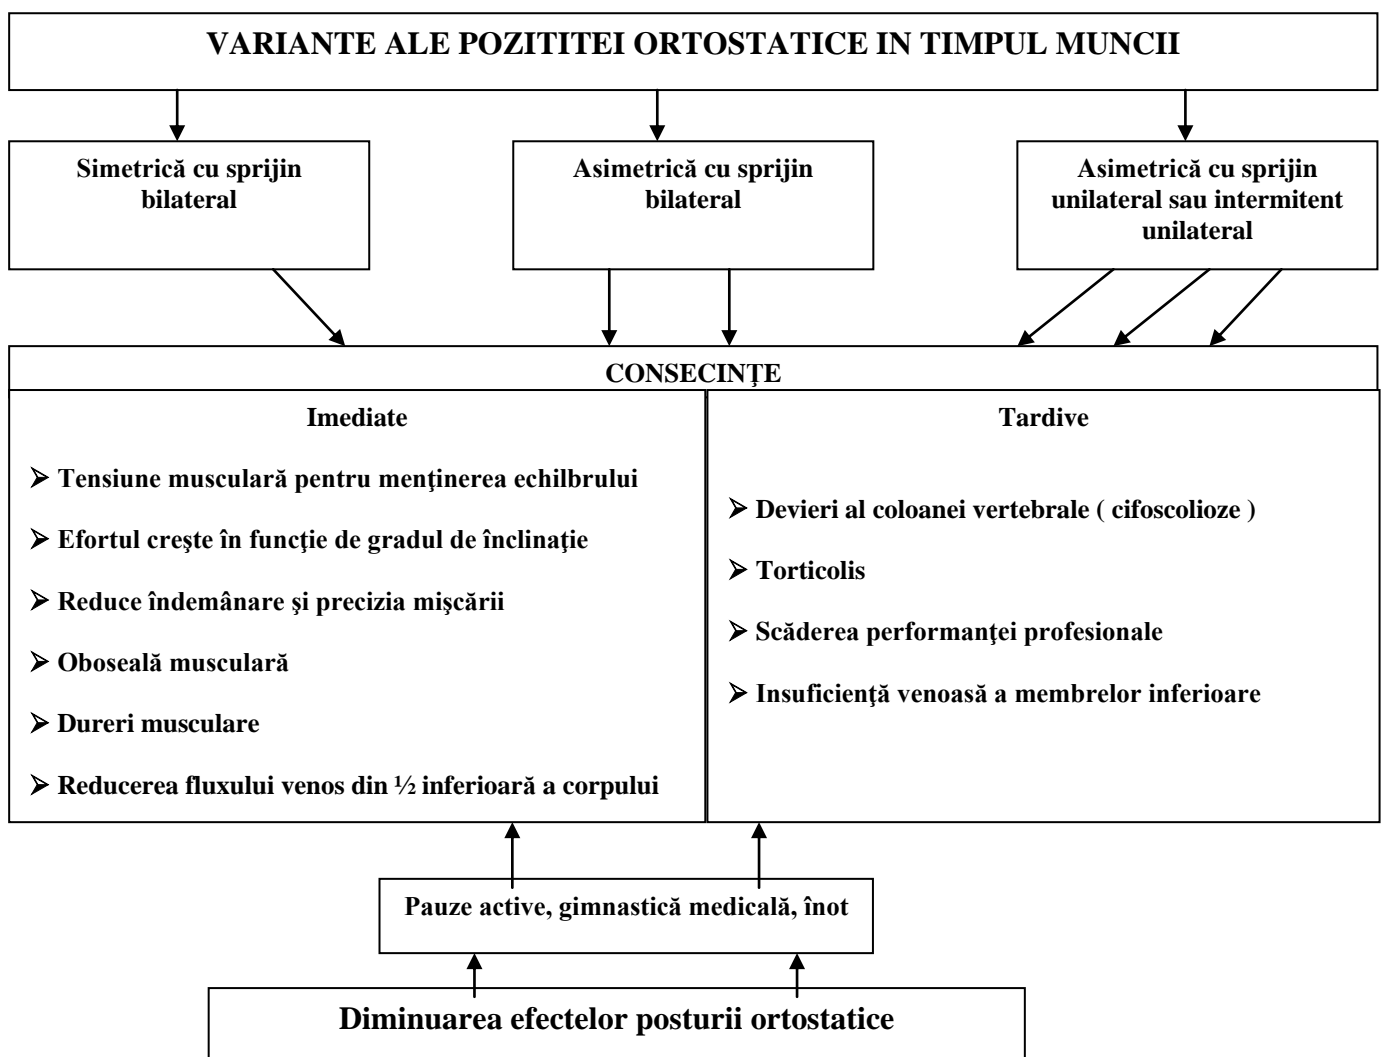 VARIANTE ALE POZITITEI ORTOSTATICE IN TIMPUL MUNCII
Simetrică cu sprijin
bilateral
Asimetrică cu sprijin
bilateral
Asimetrică cu sprijin
unilateral sau intermitent
unilateral
CONSECINŢE
Imediate
➢ Tensiune musculară pentru menţinerea echilbrului
➢ Efortul creşte în funcţie de gradul de înclinaţie
➢ Reduce îndemânare şi precizia mişcării
➢ Oboseală musculară
➢ Dureri musculare
➢ Reducerea fluxului venos din ½ inferioară a corpului
Tardive
➢ Devieri al coloanei vertebrale ( cifoscolioze )
➢ Torticolis
➢ Scăderea performanţei profesionale
➢ Insuficienţă venoasă a membrelor inferioare
Pauze active, gimnastică medicală, înot
Diminuarea efectelor posturii ortostatice